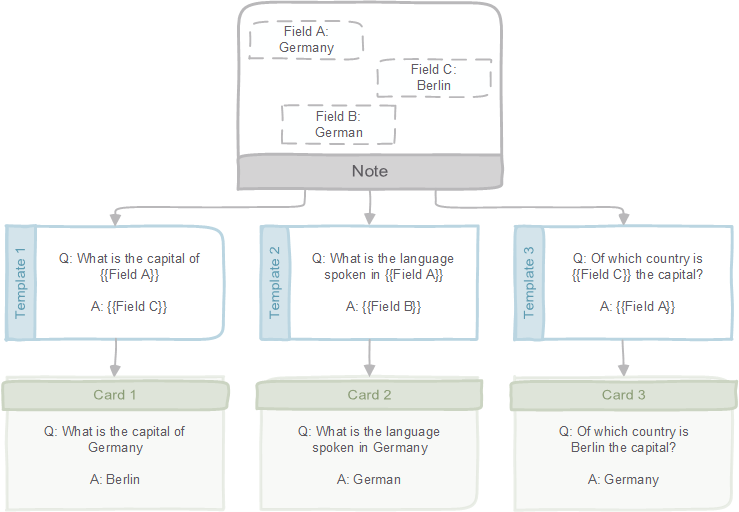 Field A:
Germany
Field C:
Berlin
Field B:
German
Note
Template 1
Q: What is the capital of
{{Field A}}
A: {{Field C}}
Template 2
Q: What is the language
spoken in {{Field A}}
A: {{Field B}}
Template 3
Q: Of which country is
{{Field C}} the capital?
A: {{Field A}}
Card 1
Q: What is the capital of
Germany
A: Berlin
Card 2
Q: What is the language
spoken in Germany
A: German
Card 3
Q: Of which country is
Berlin the capital?
A: Germany